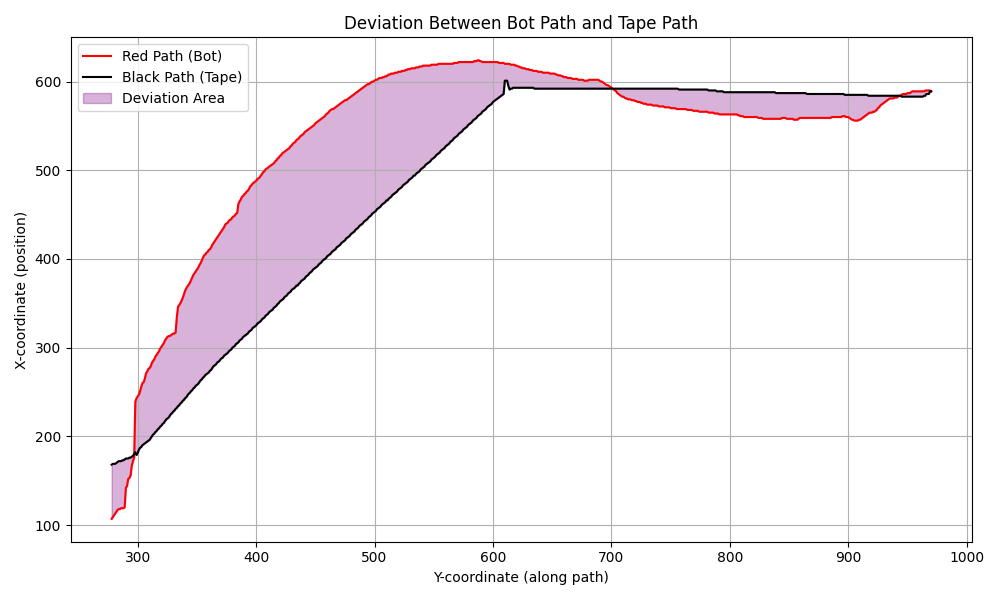 Deviation Between Bot Path and Tape Path
Red Path (Bot)
Black Path (Tape)
Deviation Area
X-coordinate (position)
600
500
400
300
200
100
300 400 500 600 700 800 900 1000
Y-coordinate (along path)